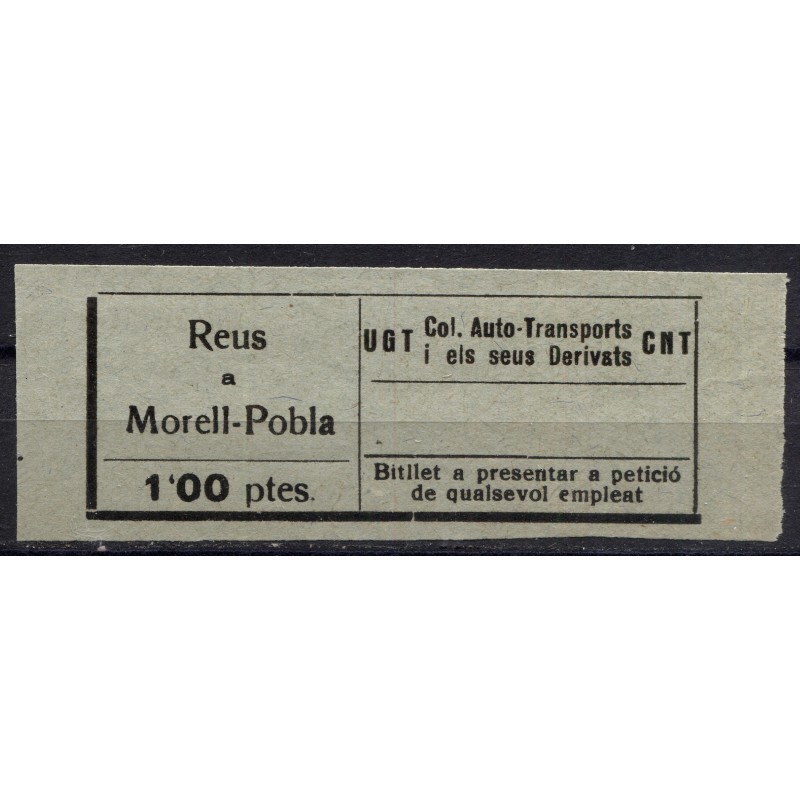 Reus
a
Morell-Pobla
1'00 ptes.
UGT Col. Auto-Transports CNT
i els seus Derivats
Bitllet a presentar a petició
de qualsevol empleat